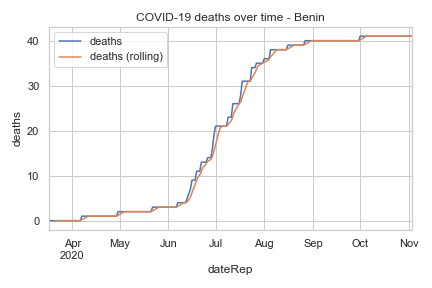 COVID-19 deaths over time - Benin
deaths
deaths (rolling)
deaths
40
30
20
10
0
Apr
2020
May
Jun
Jul
Aug
Sep
Oct
Nov
dateRep